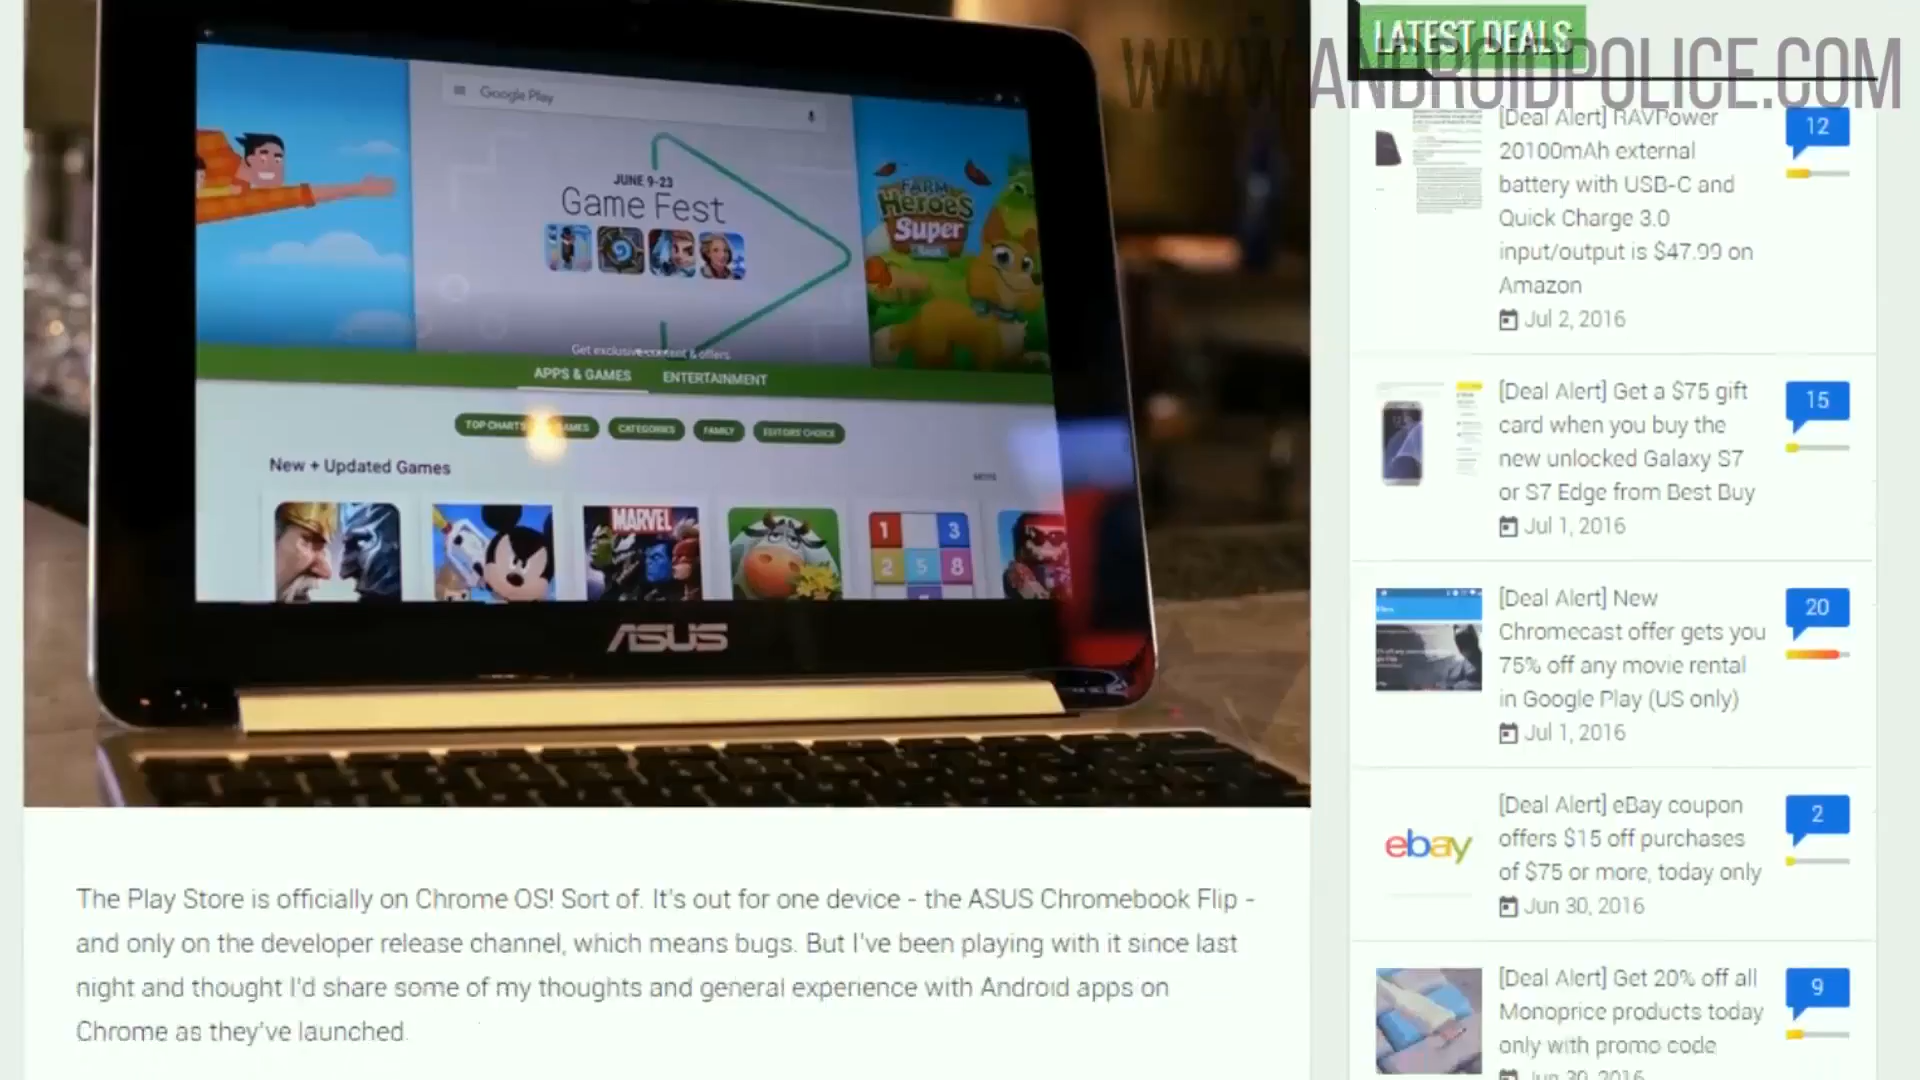 WWW.ANDROIDPOLICE.COM
LATEST DEALS
Google Play
JUNE 9-23
Game Fest
FARM
HEROES
Super
Get exclusive content & offers
APPS & GAMES
ENTERTAINMENT
TOP CHARTS
CATEGORIES
FAMILY
EDITORS' CHOICE
New + Updated Games
MORE
MARVEL
1 3
2 5 8
ASUS
The Play Store is officially on Chrome OS! Sort of. It's out for one device - the ASUS Chromebook Flip -
and only on the developer release channel, which means bugs. But I've been playing with it since last
night and thought I'd share some of my thoughts and general experience with Android apps on
Chrome as they've launched.
[Deal Alert] RAVPower
20100mAh external
battery with USB-C and
Quick Charge 3.0
input/output is $47.99 on
Amazon
Jul 2, 2016
12
[Deal Alert] Get a $75 gift
card when you buy the
new unlocked Galaxy S7
or S7 Edge from Best Buy
Jul 1, 2016
15
[Deal Alert] New
Chromecast offer gets you
75% off any movie rental
in Google Play (US only)
Jul 1, 2016
20
ebay
[Deal Alert] eBay coupon
offers $15 off purchases
of $75 or more, today only
Jun 30, 2016
2
[Deal Alert] Get 20% off all
Monoprice products today
only with promo code
Jun 30, 2016
9